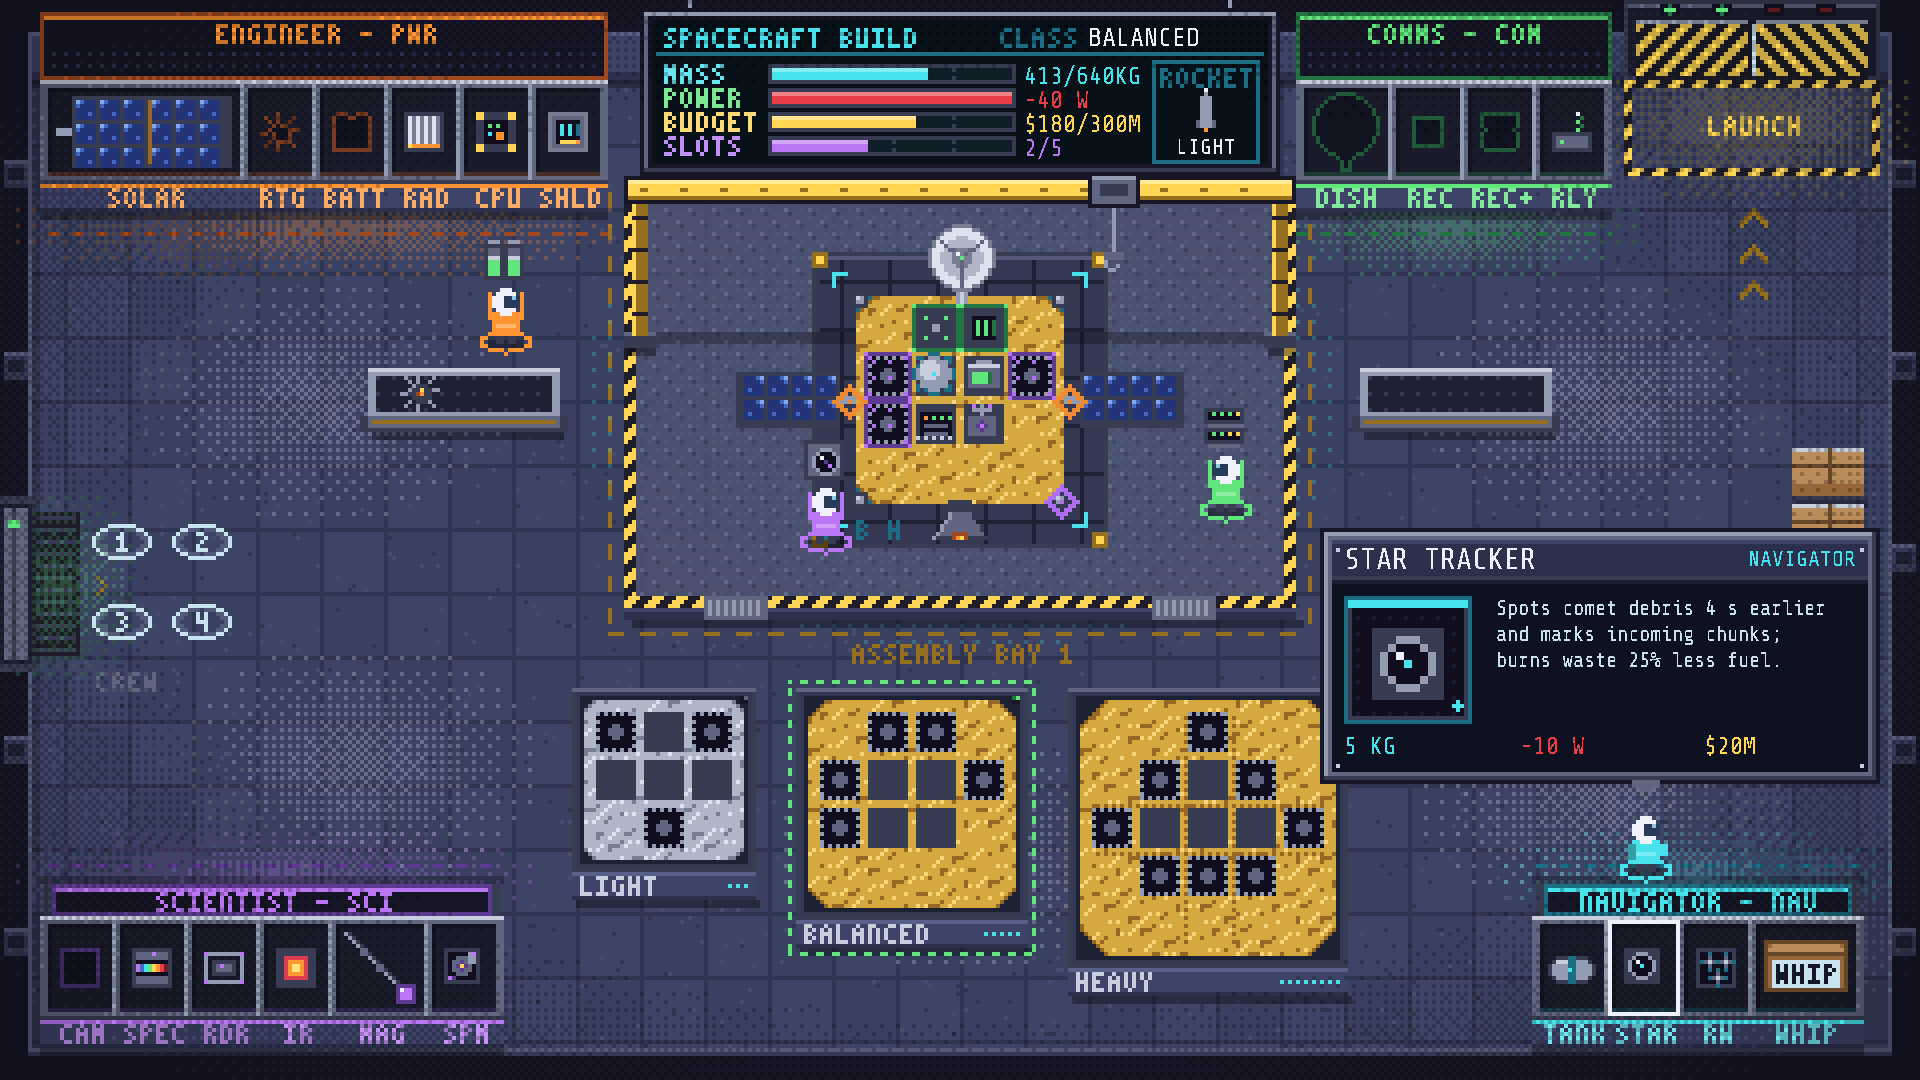 ENGINEER - PWR
SOLAR RTG BATT RAD CPU SHLD
SPACECRAFT BUILD CLASS BALANCED
MASS 413/640KG
POWER -40 W
BUDGET $180/300M
SLOTS 2/5
ROCKET
LIGHT
COMMS - COM
DISH REC REC+ RLY
LAUNCH
B H
1 2
3 4
CREW
ASSEMBLY BAY 1
STAR TRACKER NAVIGATOR
Spots comet debris 4 s earlier
and marks incoming chunks;
burns waste 25% less fuel.
5 KG -10 W $20M
LIGHT
BALANCED
HEAVY
SCIENTIST - SCI
CAM SPEC RDR IR MAG SPM
NAVIGATOR - NAV
WHIP
TANK STAR RW WHIP